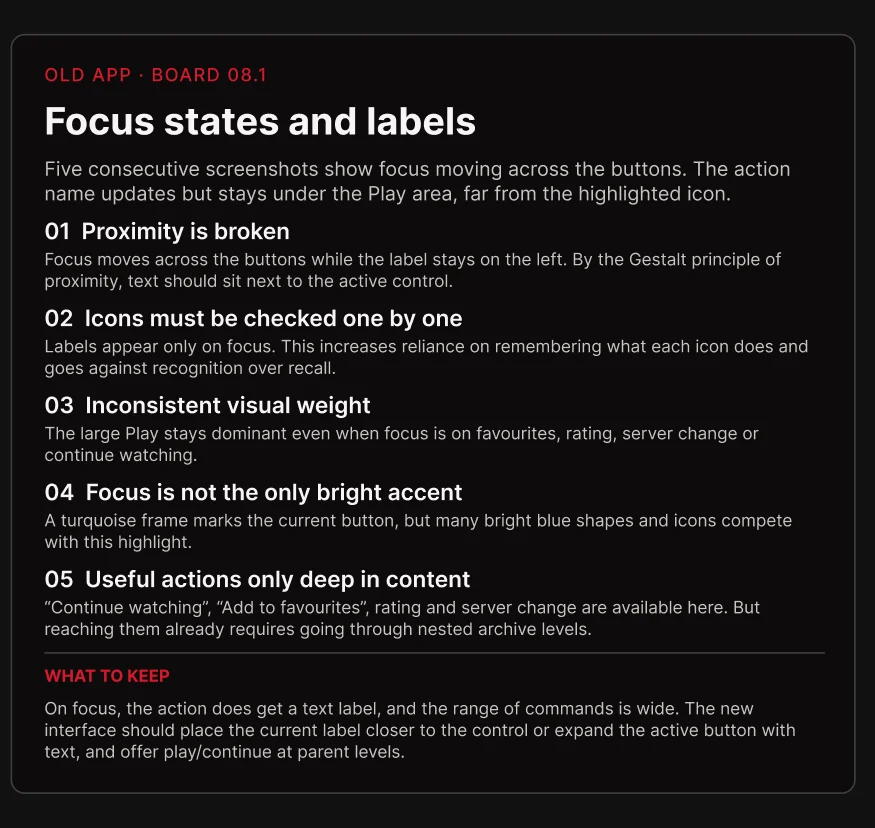 OLD APP · BOARD 08.1
Focus states and labels
Five consecutive screenshots show focus moving across the buttons. The action
name updates but stays under the Play area, far from the highlighted icon.
01 Proximity is broken
Focus moves across the buttons while the label stays on the left. By the Gestalt principle of
proximity, text should sit next to the active control.
02 Icons must be checked one by one
Labels appear only on focus. This increases reliance on remembering what each icon does and
goes against recognition over recall.
03 Inconsistent visual weight
The large Play stays dominant even when focus is on favourites, rating, server change or
continue watching.
04 Focus is not the only bright accent
A turquoise frame marks the current button, but many bright blue shapes and icons compete
with this highlight.
05 Useful actions only deep in content
“Continue watching”, “Add to favourites”, rating and server change are available here. But
reaching them already requires going through nested archive levels.
WHAT TO KEEP
On focus, the action does get a text label, and the range of commands is wide. The new
interface should place the current label closer to the control or expand the active button with
text, and offer play/continue at parent levels.